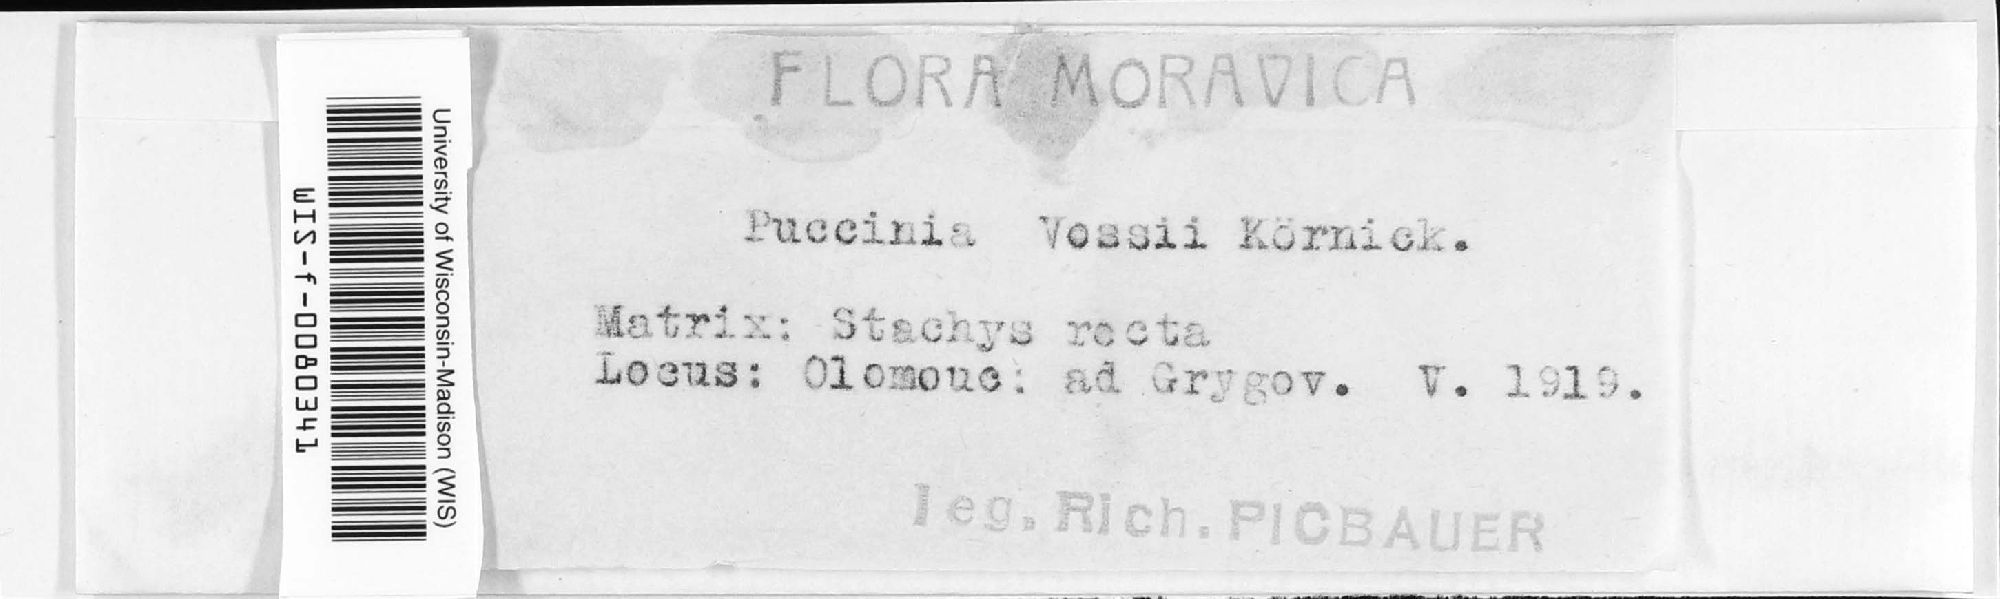 FLORA MORAVICA
Puccinia Vossii Körnick.
Matrix: Stachys recta
Locus: Olomouc: ad Grygov. V. 1919.
leg. Rich. PICBAUER
University of Wisconsin-Madison (WIS)
WIS-f-0080341